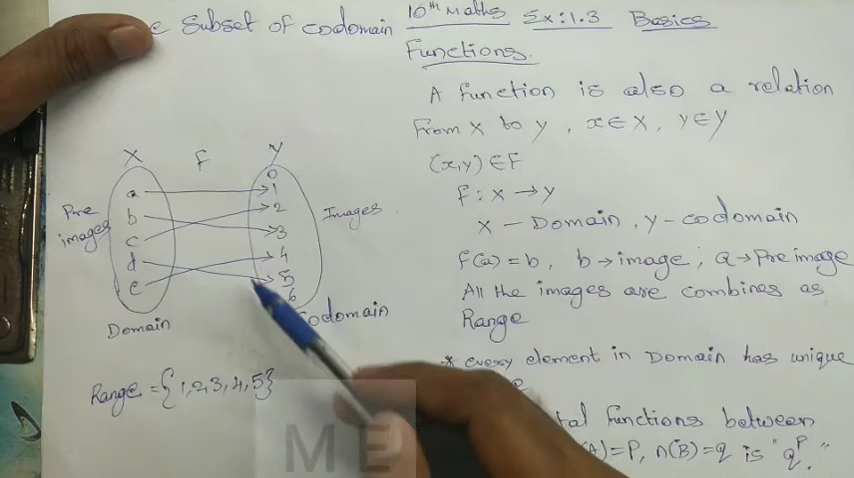 Subset of codomain
10th Maths Ex: 1.3 Basics
Functions.
A function is also a relation
From X to Y, x∈X, y∈Y
(x,y)∈F
f: X → Y
X - Domain, Y - codomain
f(a) = b, b → image; a → Pre image
All the images are combines as
Range
* every element in Domain has unique
tal functions between
(A)=P, n(B)=q is "q^P."
X F Y
Pre
images
a
b
c
d
e
0
1
2
3
4
5
6
Images
Domain
codomain
Range = {1,2,3,4,5}
ME